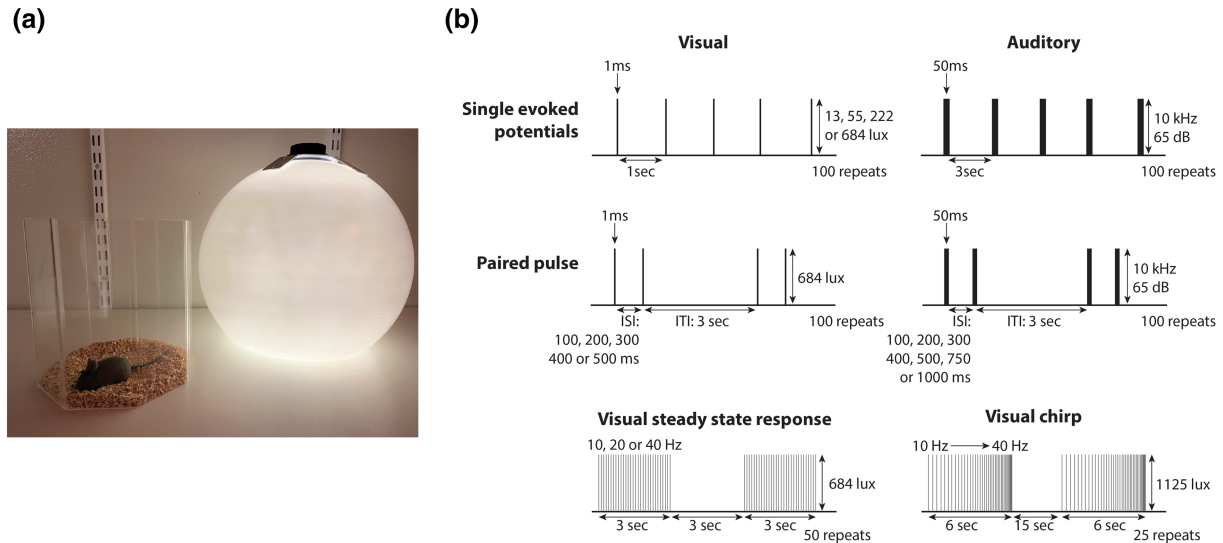 (a)
(b)
Visual
Auditory
Single evoked
potentials
1ms
13, 55, 222
or 684 lux
1sec
100 repeats
50ms
10 kHz
65 dB
3sec
100 repeats
Paired pulse
1ms
684 lux
ISI:
ITI: 3 sec
100 repeats
100, 200, 300
400 or 500 ms
50ms
10 kHz
65 dB
ISI:
ITI: 3 sec
100 repeats
100, 200, 300
400, 500, 750
or 1000 ms
Visual steady state response
10, 20 or 40 Hz
684 lux
3 sec
3 sec
3 sec
50 repeats
Visual chirp
10 Hz
40 Hz
1125 lux
6 sec
15 sec
6 sec
25 repeats